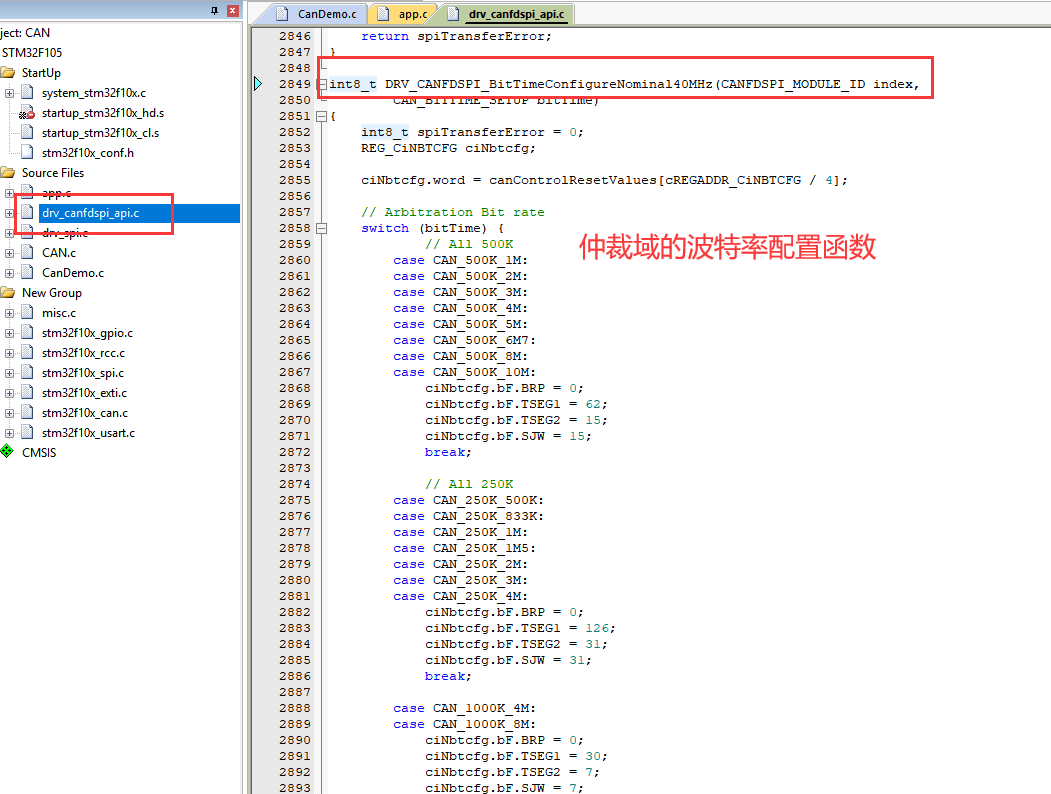 ject: CAN
STM32F105
StartUp
system_stm32f10x.c
startup_stm32f10x_hd.s
startup_stm32f10x_cl.s
stm32f10x_conf.h
Source Files
app.c
drv_canfdspi_api.c
drv_spi.c
CAN.c
CanDemo.c
New Group
misc.c
stm32f10x_gpio.c
stm32f10x_rcc.c
stm32f10x_spi.c
stm32f10x_exti.c
stm32f10x_can.c
stm32f10x_usart.c
CMSIS
CanDemo.c app.c drv_canfdspi_api.c
2846 return spiTransferError;
2847 }
2848
2849 int8_t DRV_CANFDSPI_BitTimeConfigureNominal40MHz(CANFDSPI_MODULE_ID index,
2850 CAN_BITTIME_SETUP bitTime)
2851 {
2852 int8_t spiTransferError = 0;
2853 REG_CiNBTCFG ciNbtcfg;
2854
2855 ciNbtcfg.word = canControlResetValues[cREGADDR_CiNBTCFG / 4];
2856
2857 // Arbitration Bit rate
2858 switch (bitTime) {
2859 // All 500K
仲裁域的波特率配置函数
2860 case CAN_500K_1M:
2861 case CAN_500K_2M:
2862 case CAN_500K_3M:
2863 case CAN_500K_4M:
2864 case CAN_500K_5M:
2865 case CAN_500K_6M7:
2866 case CAN_500K_8M:
2867 case CAN_500K_10M:
2868 ciNbtcfg.bF.BRP = 0;
2869 ciNbtcfg.bF.TSEG1 = 62;
2870 ciNbtcfg.bF.TSEG2 = 15;
2871 ciNbtcfg.bF.SJW = 15;
2872 break;
2873
2874 // All 250K
2875 case CAN_250K_500K:
2876 case CAN_250K_833K:
2877 case CAN_250K_1M:
2878 case CAN_250K_1M5:
2879 case CAN_250K_2M:
2880 case CAN_250K_3M:
2881 case CAN_250K_4M:
2882 ciNbtcfg.bF.BRP = 0;
2883 ciNbtcfg.bF.TSEG1 = 126;
2884 ciNbtcfg.bF.TSEG2 = 31;
2885 ciNbtcfg.bF.SJW = 31;
2886 break;
2887
2888 case CAN_1000K_4M:
2889 case CAN_1000K_8M:
2890 ciNbtcfg.bF.BRP = 0;
2891 ciNbtcfg.bF.TSEG1 = 30;
2892 ciNbtcfg.bF.TSEG2 = 7;
2893 ciNbtcfg.bF.SJW = 7;